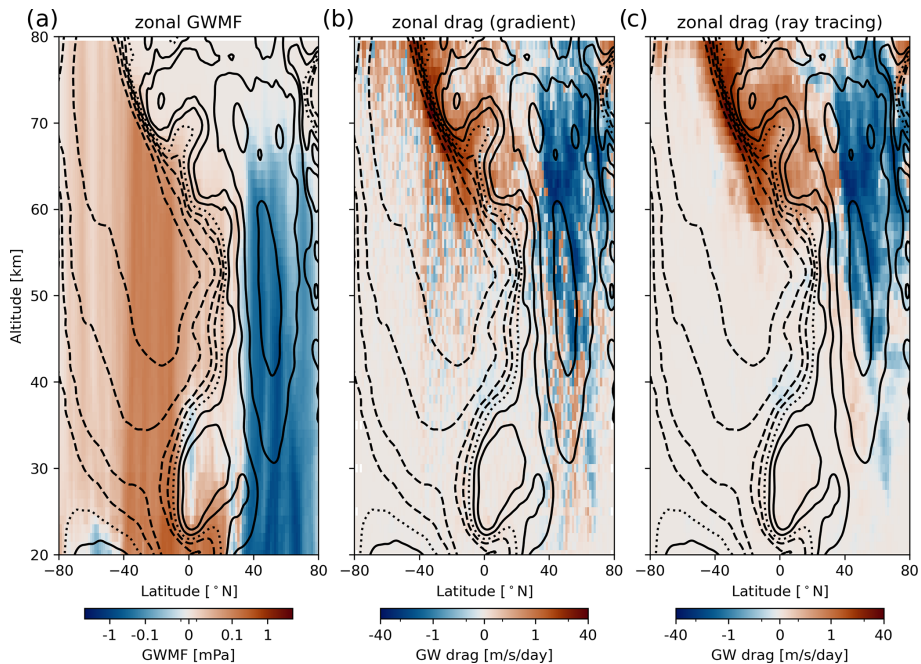 (a) zonal GWMF
(b) zonal drag (gradient)
(c) zonal drag (ray tracing)
80
70
60
50
40
30
20
Altitude [km]
−80 −40 0 40 80
−80 −40 0 40 80
−80 −40 0 40 80
Latitude [°N]
Latitude [°N]
Latitude [°N]
-1 -0.1 0 0.1 1
-40 -1 0 1 40
-40 -1 0 1 40
GWMF [mPa]
GW drag [m/s/day]
GW drag [m/s/day]